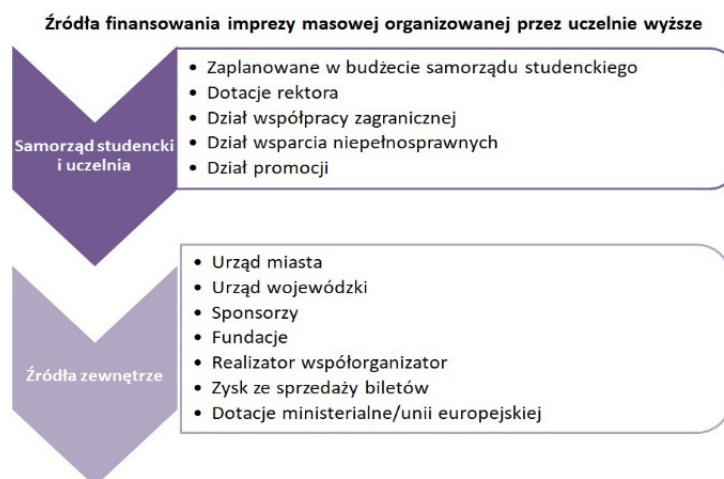 Źródła finansowania imprezy masowej organizowanej przez uczelnie wyższe
Samorząd studencki
i uczelnia
• Zaplanowane w budżecie samorządu studenckiego
• Dotacje rektora
• Dział współpracy zagranicznej
• Dział wsparcia niepełnosprawnych
• Dział promocji
Źródła zewnętrze
• Urząd miasta
• Urząd wojewódzki
• Sponsorzy
• Fundacje
• Realizator współorganizator
• Zysk ze sprzedaży biletów
• Dotacje ministerialne/unii europejskiej